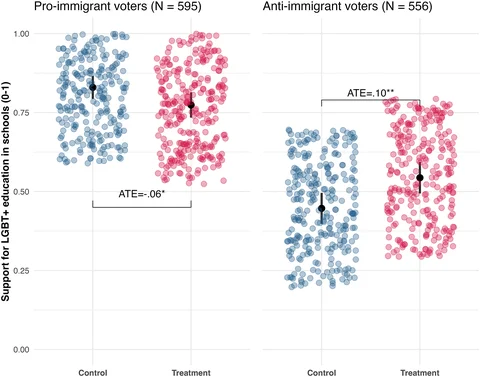 Pro-immigrant voters (N = 595)
Anti-immigrant voters (N = 556)
Support for LGBT+ education in schools (0-1)
1.00
0.75
0.50
0.25
0.00
ATE=-.06*
ATE=.10**
Control
Treatment
Control
Treatment